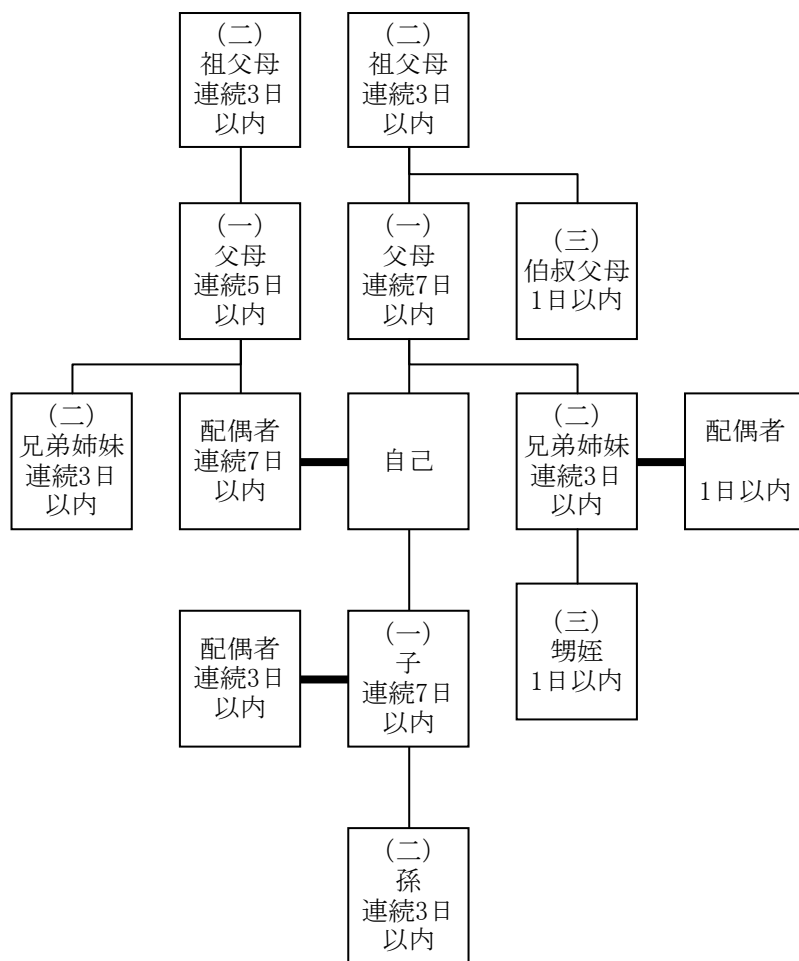 (二)
祖父母
連続3日
以内
(二)
祖父母
連続3日
以内
(一)
父母
連続5日
以内
(一)
父母
連続7日
以内
(三)
伯叔父母
1日以内
(二)
兄弟姉妹
連続3日
以内
配偶者
連続7日
以内
自己
(二)
兄弟姉妹
連続3日
以内
配偶者
1日以内
配偶者
連続3日
以内
(一)
子
連続7日
以内
(三)
甥姪
1日以内
(二)
孫
連続3日
以内